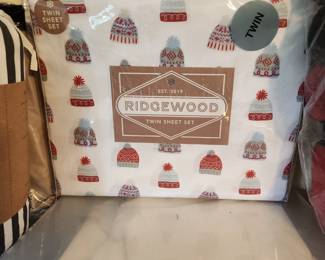 TWIN
SHEET
SET
TWIN
EST. 2019
RIDGEWOOD
TWIN SHEET SET